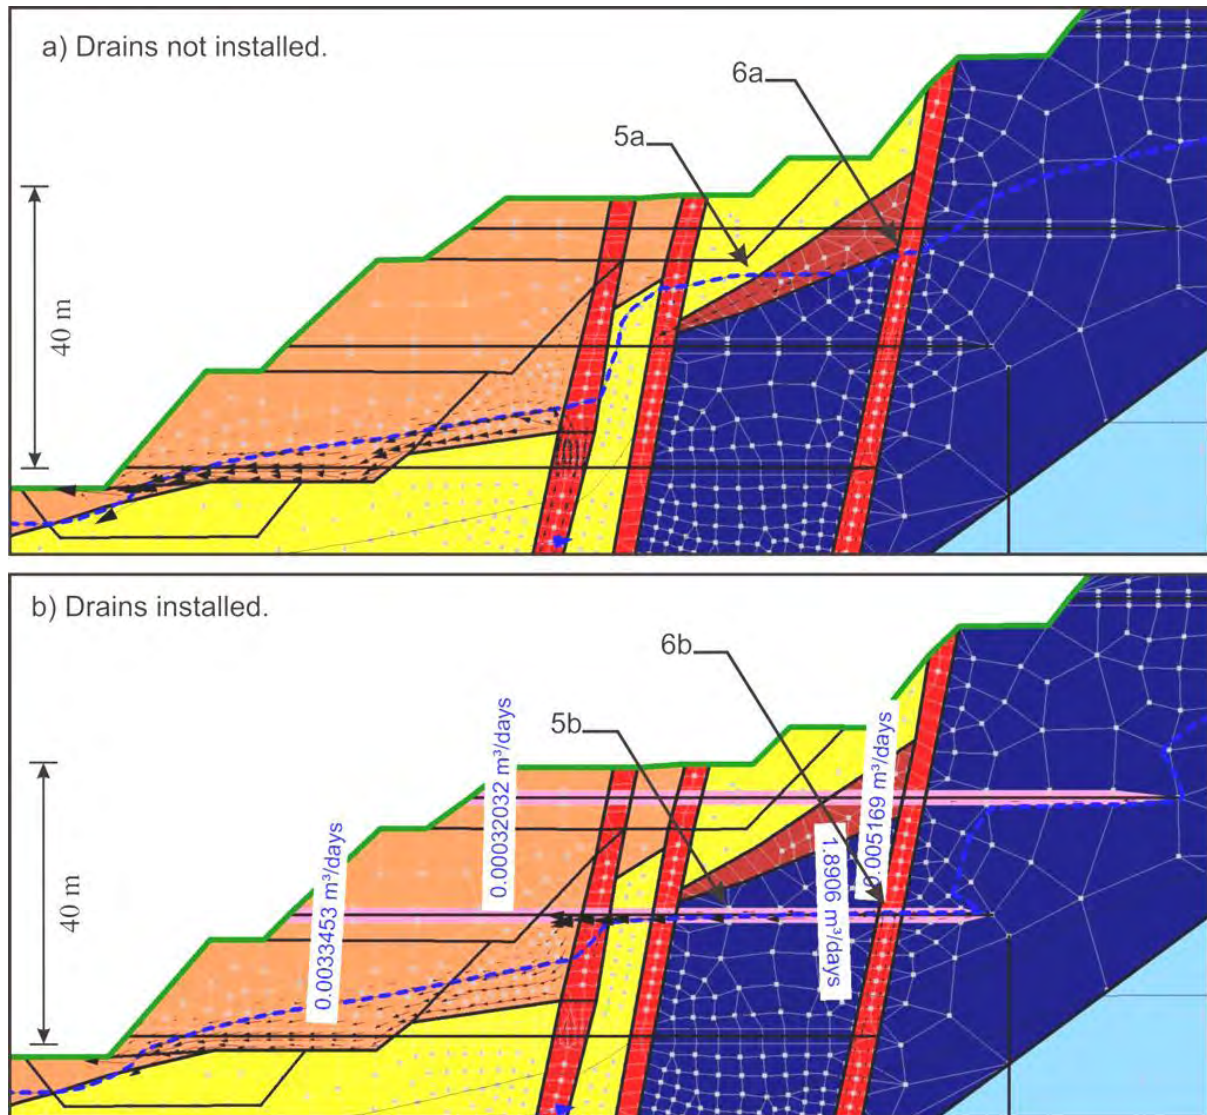 a) Drains not installed.
6a
5a
40 m
b) Drains installed.
6b
5b
0.0033453 m³/days
0.00032032 m³/days
1.8906 m³/days
0.005169 m³/days
40 m